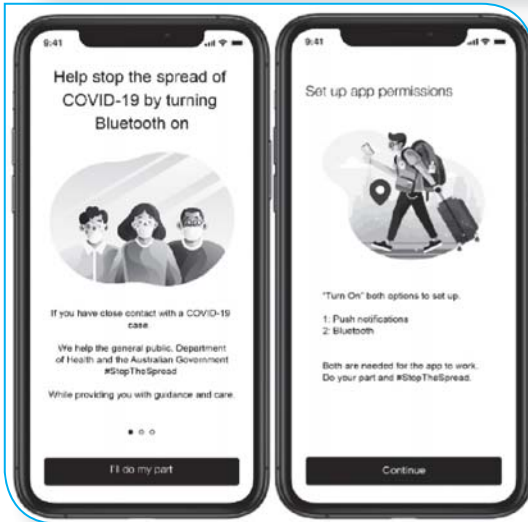 9:41
Help stop the spread of
COVID-19 by turning
Bluetooth on
If you have close contact with a COVID-19
case.
We help the general public, Department
of Health and the Australian Government
#StopTheSpread
While providing you with guidance and care.
I'll do my part
9:41
Set up app permissions
"Turn On" both options to set up.
1: Push notifications
2: Bluetooth
Both are needed for the app to work.
Do your part and #StopTheSpread.
Continue